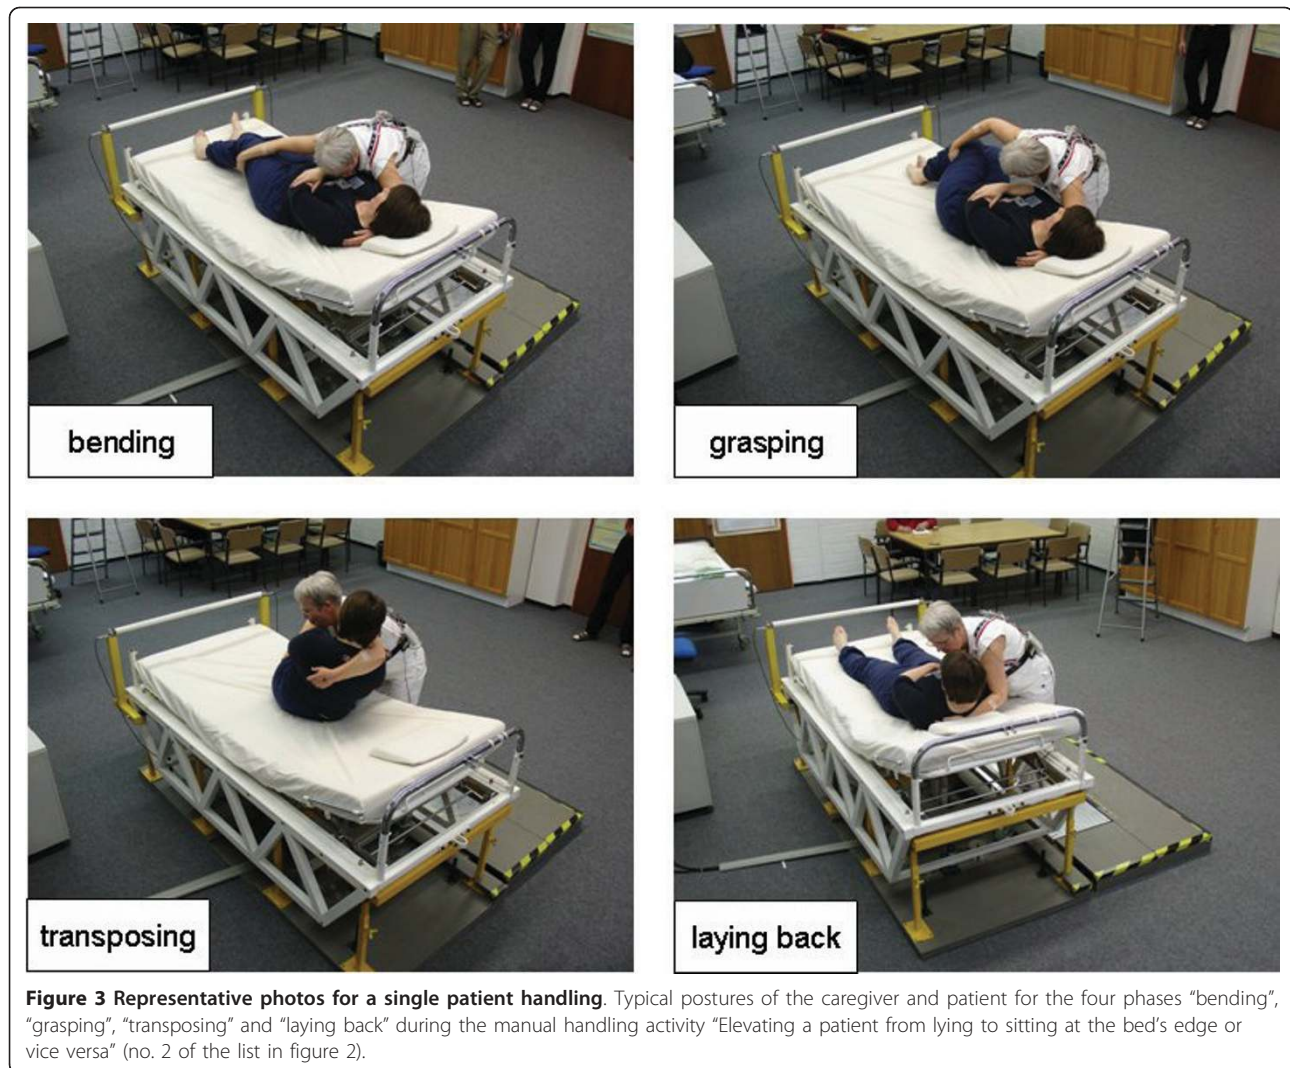 bending
grasping
transposing
laying back
Figure 3 Representative photos for a single patient handling. Typical postures of the caregiver and patient for the four phases “bending”,
“grasping”, “transposing” and “laying back” during the manual handling activity “Elevating a patient from lying to sitting at the bed’s edge or
vice versa” (no. 2 of the list in figure 2).